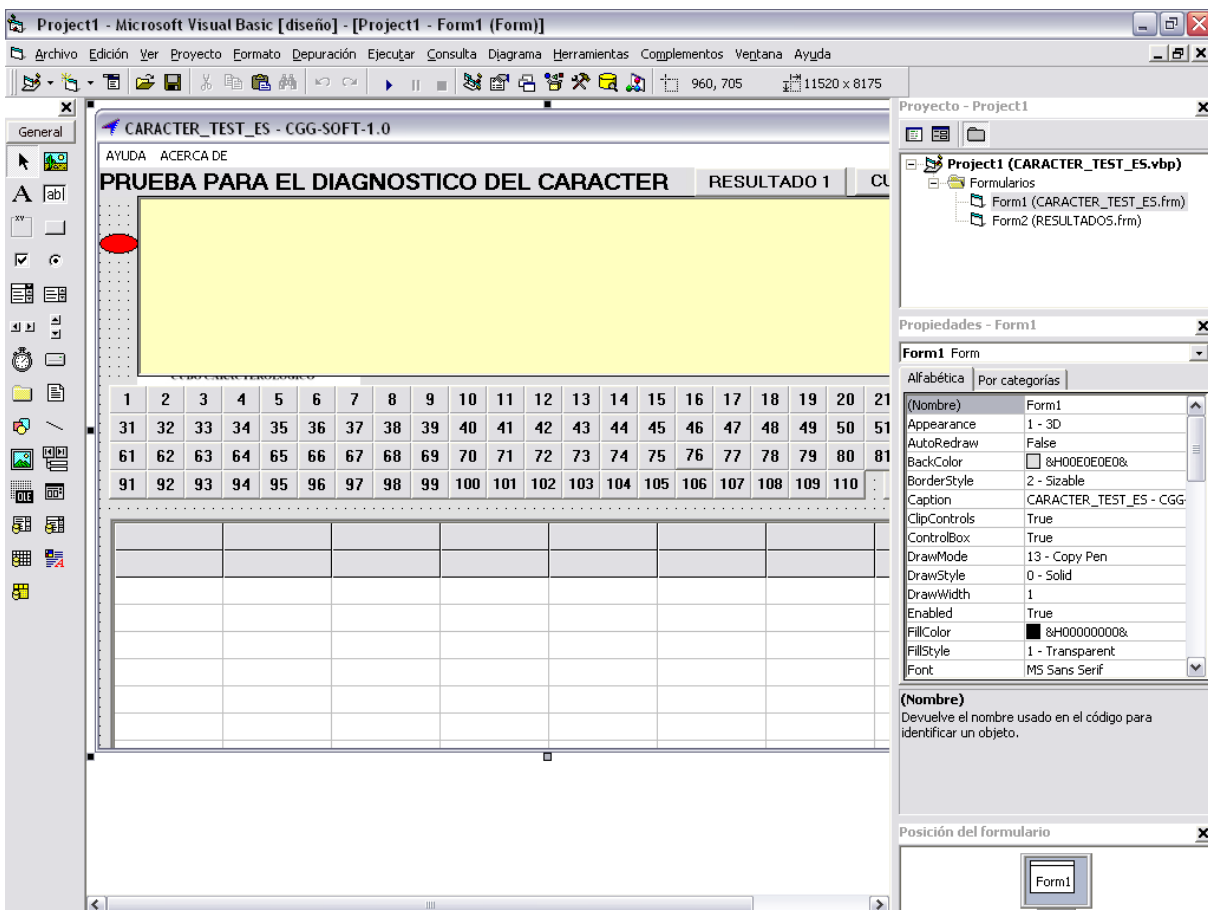 Project1 - Microsoft Visual Basic [diseño] - [Project1 - Form1 (Form)]
Archivo Edición Ver Proyecto Formato Depuración Ejecutar Consulta Diagrama Herramientas Complementos Ventana Ayuda
960, 705 11520 x 8175
General
CARACTER_TEST_ES - CGG-SOFT-1.0
AYUDA ACERCA DE
PRUEBA PARA EL DIAGNOSTICO DEL CARACTER RESULTADO 1 CU
1 2 3 4 5 6 7 8 9 10 11 12 13 14 15 16 17 18 19 20 21
31 32 33 34 35 36 37 38 39 40 41 42 43 44 45 46 47 48 49 50 51
61 62 63 64 65 66 67 68 69 70 71 72 73 74 75 76 77 78 79 80 81
91 92 93 94 95 96 97 98 99 100 101 102 103 104 105 106 107 108 109 110
Proyecto - Project1
Project1 (CARACTER_TEST_ES.vbp)
Formularios
Form1 (CARACTER_TEST_ES.frm)
Form2 (RESULTADOS.frm)
Propiedades - Form1
Form1 Form
Alfabética Por categorías
(Nombre) Form1
Appearance 1 - 3D
AutoRedraw False
BackColor &H00E0E0E0&
BorderStyle 2 - Sizable
Caption CARACTER_TEST_ES - CGG-
ClipControls True
ControlBox True
DrawMode 13 - Copy Pen
DrawStyle 0 - Solid
DrawWidth 1
Enabled True
FillColor &H00000000&
FillStyle 1 - Transparent
Font MS Sans Serif
(Nombre)
Devuelve el nombre usado en el código para
identificar un objeto.
Posición del formulario
Form1